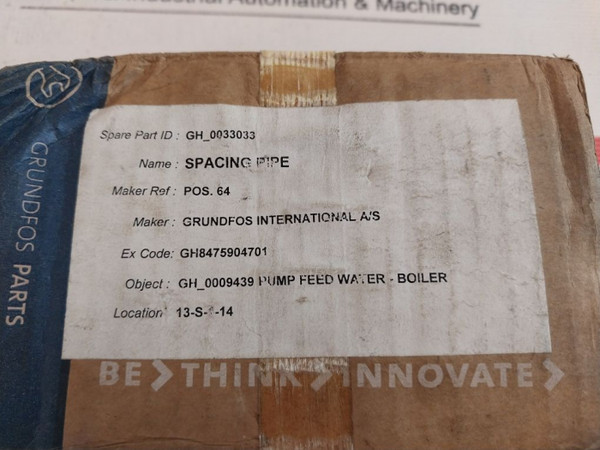 Industrial Automation & Machinery
GRUNDFOS PARTS
Spare Part ID : GH_0033033
Name : SPACING PIPE
Maker Ref : POS. 64
Maker : GRUNDFOS INTERNATIONAL A/S
Ex Code: GH8475904701
Object : GH_0009439 PUMP FEED WATER - BOILER
Location
BE > THINK > INNOVATE >